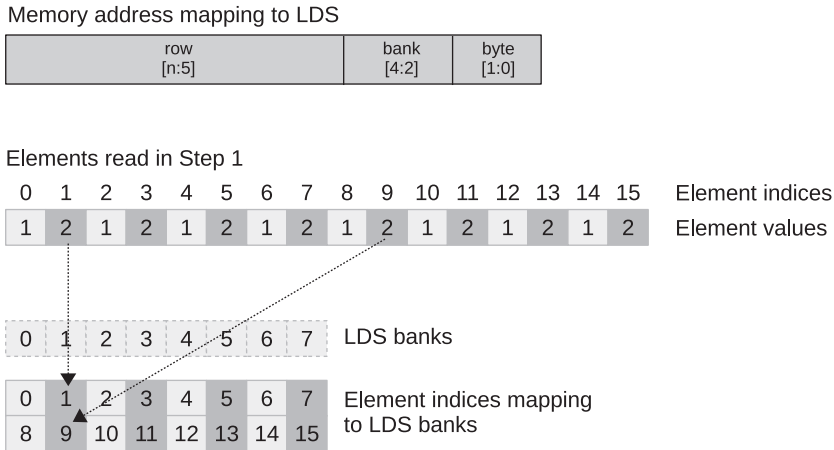 Memory address mapping to LDS
row bank byte
[n:5] [4:2] [1:0]
Elements read in Step 1
0 1 2 3 4 5 6 7 8 9 10 11 12 13 14 15 Element indices
1 2 1 2 1 2 1 2 1 2 1 2 1 2 1 2 Element values
0 1 2 3 4 5 6 7 LDS banks
0 1 2 3 4 5 6 7 Element indices mapping
8 9 10 11 12 13 14 15 to LDS banks